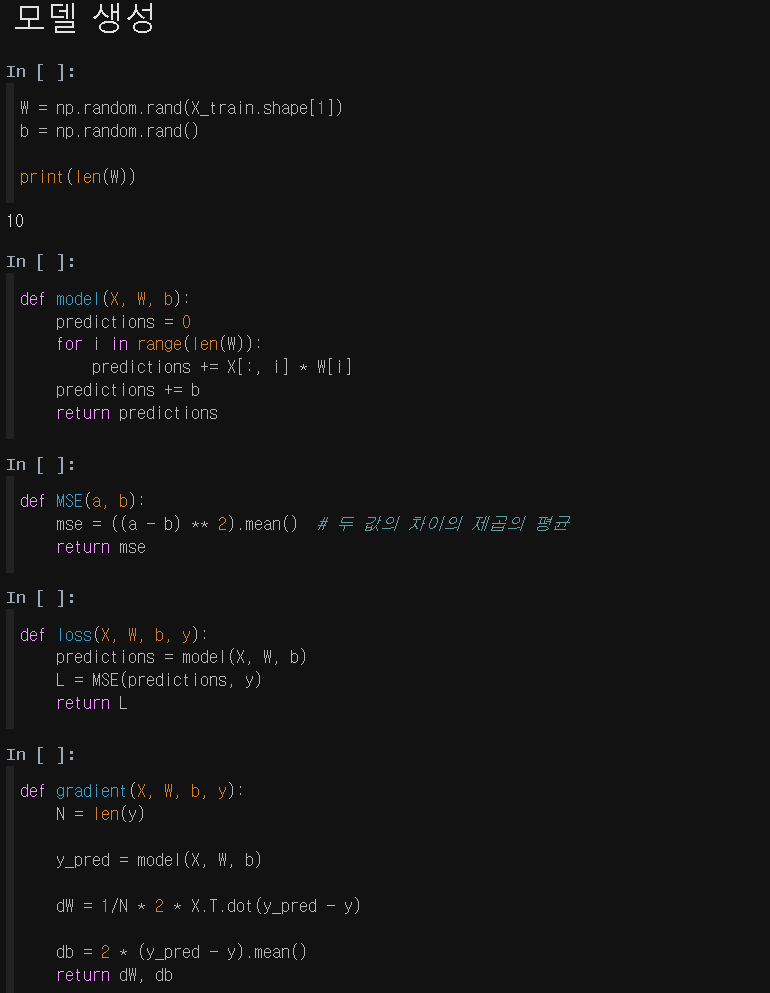 모델 생성
In [ ]:
W = np.random.rand(X_train.shape[1])
b = np.random.rand()
print(len(W))
10
In [ ]:
def model(X, W, b):
    predictions = 0
    for i in range(len(W)):
        predictions += X[:, i] * W[i]
    predictions += b
    return predictions
In [ ]:
def MSE(a, b):
    mse = ((a - b) ** 2).mean()  # 두 값의 차이의 제곱의 평균
    return mse
In [ ]:
def loss(X, W, b, y):
    predictions = model(X, W, b)
    L = MSE(predictions, y)
    return L
In [ ]:
def gradient(X, W, b, y):
    N = len(y)
    y_pred = model(X, W, b)
    dW = 1/N * 2 * X.T.dot(y_pred - y)
    db = 2 * (y_pred - y).mean()
    return dW, db